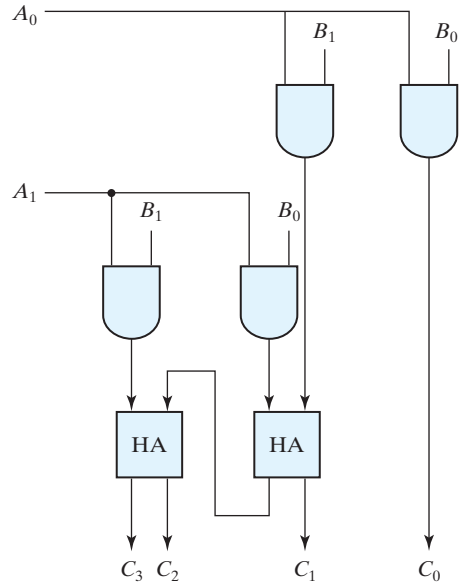 A₀
B₁ B₀
A₁
B₁ B₀
HA HA
C₃ C₂ C₁ C₀